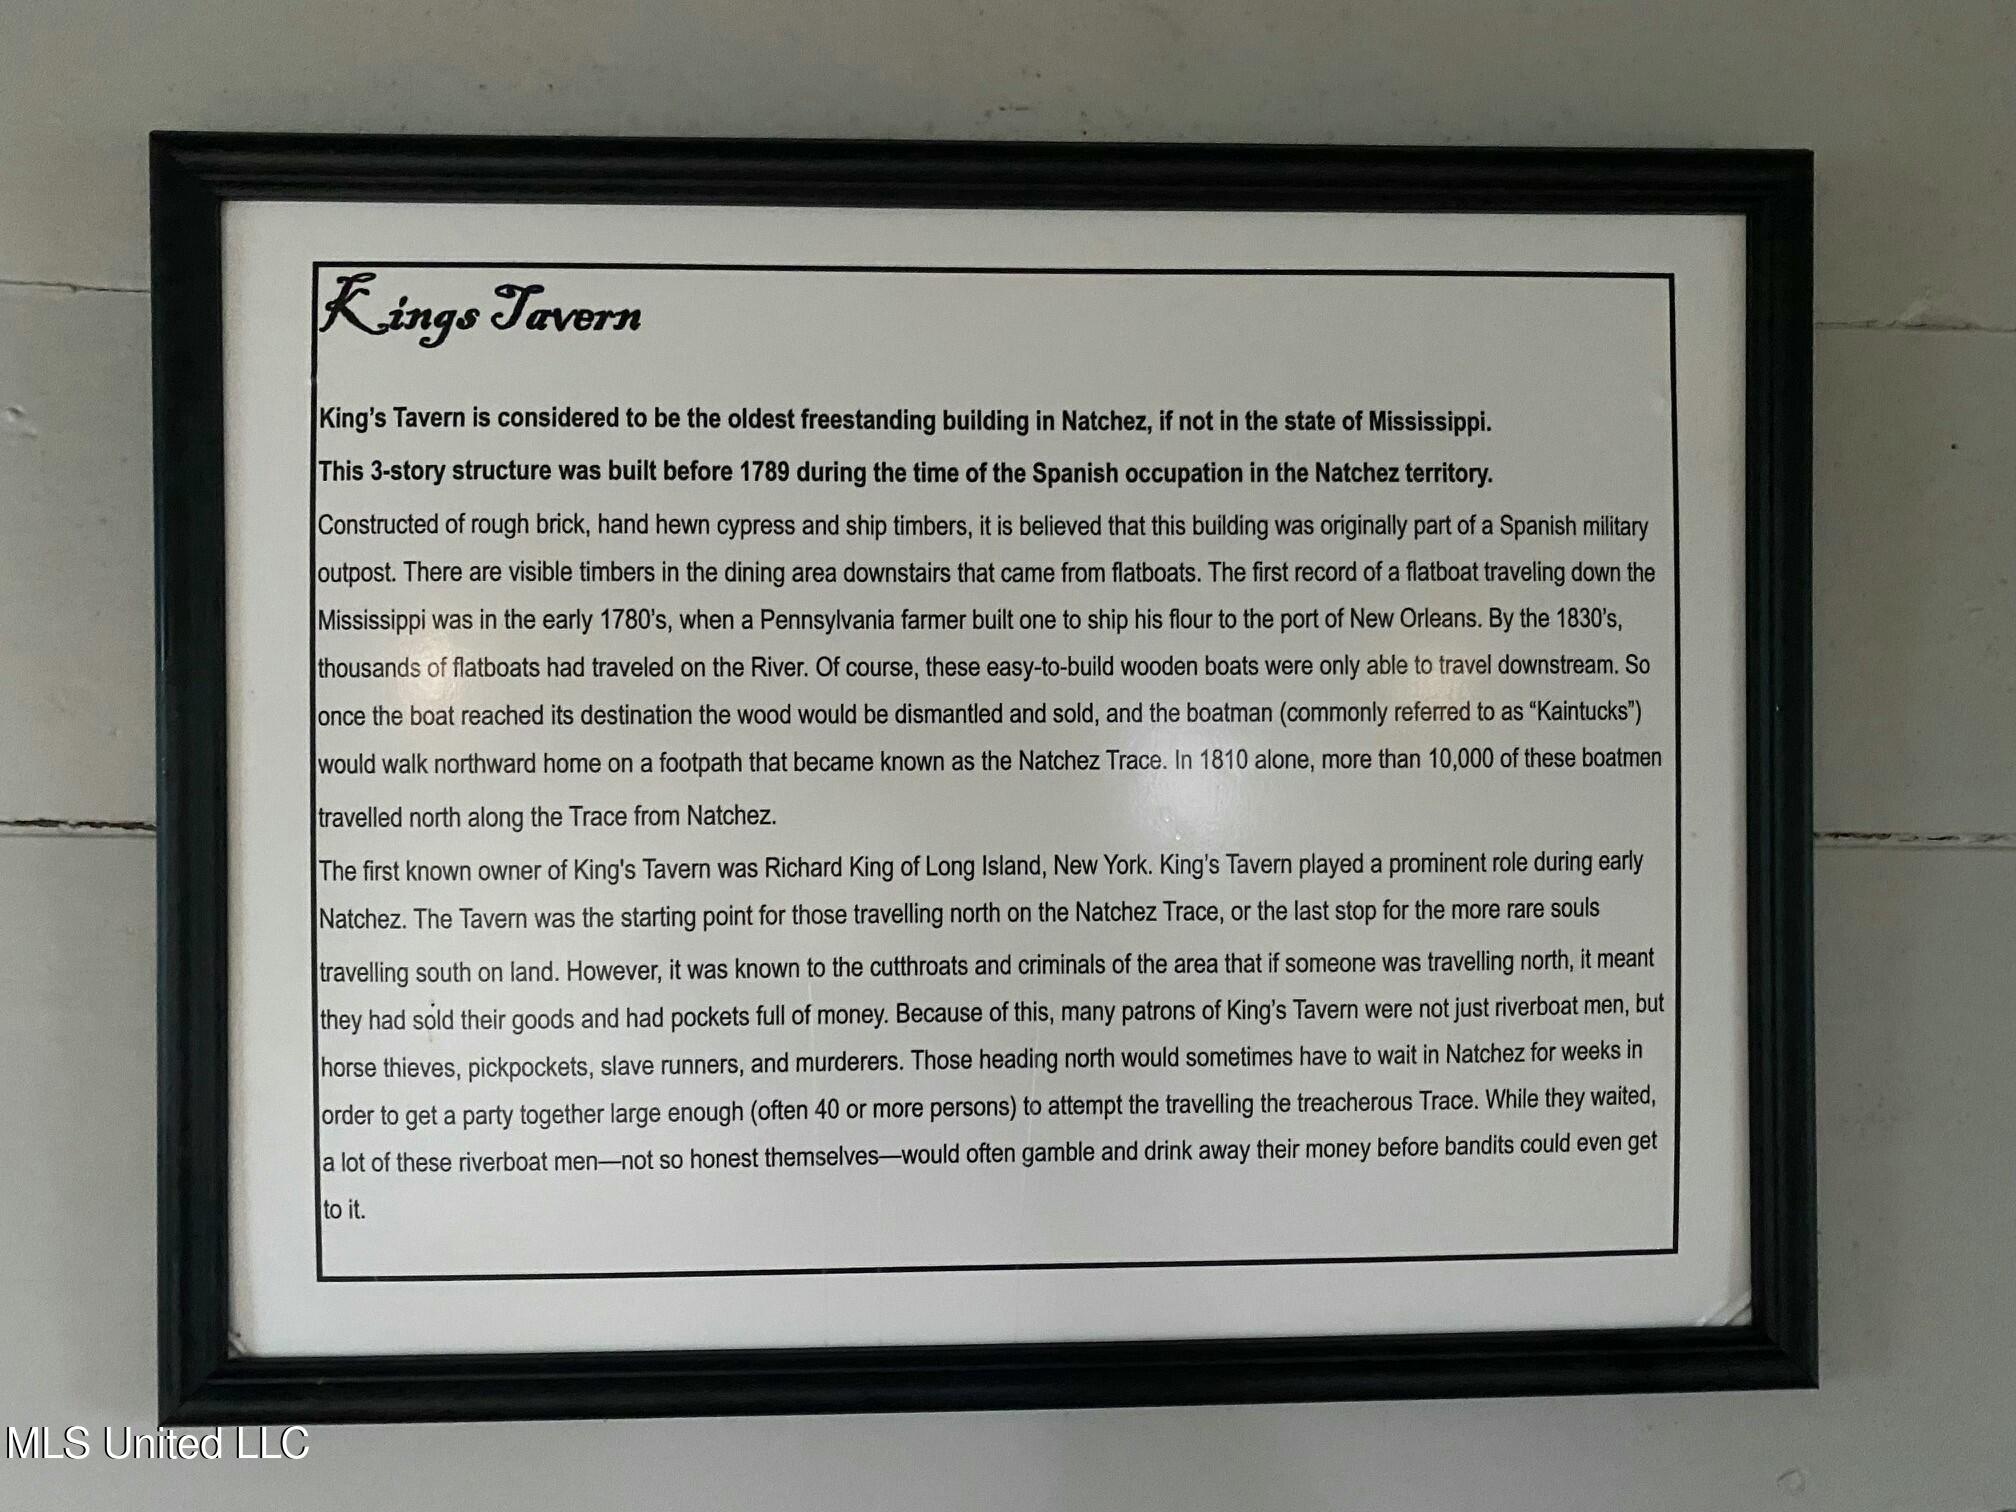 Kings Tavern
King's Tavern is considered to be the oldest freestanding building in Natchez, if not in the state of Mississippi.
This 3-story structure was built before 1789 during the time of the Spanish occupation in the Natchez territory.
Constructed of rough brick, hand hewn cypress and ship timbers, it is believed that this building was originally part of a Spanish military
outpost. There are visible timbers in the dining area downstairs that came from flatboats. The first record of a flatboat traveling down the
Mississippi was in the early 1780's, when a Pennsylvania farmer built one to ship his flour to the port of New Orleans. By the 1830's,
thousands of flatboats had traveled on the River. Of course, these easy-to-build wooden boats were only able to travel downstream. So
once the boat reached its destination the wood would be dismantled and sold, and the boatman (commonly referred to as “Kaintucks”)
would walk northward home on a footpath that became known as the Natchez Trace. In 1810 alone, more than 10,000 of these boatmen
travelled north along the Trace from Natchez.
The first known owner of King's Tavern was Richard King of Long Island, New York. King's Tavern played a prominent role during early
Natchez. The Tavern was the starting point for those travelling north on the Natchez Trace, or the last stop for the more rare souls
travelling south on land. However, it was known to the cutthroats and criminals of the area that if someone was travelling north, it meant
they had sold their goods and had pockets full of money. Because of this, many patrons of King's Tavern were not just riverboat men, but
horse thieves, pickpockets, slave runners, and murderers. Those heading north would sometimes have to wait in Natchez for weeks in
order to get a party together large enough (often 40 or more persons) to attempt the travelling the treacherous Trace. While they waited,
a lot of these riverboat men—not so honest themselves—would often gamble and drink away their money before bandits could even get
to it.
MLS United LLC